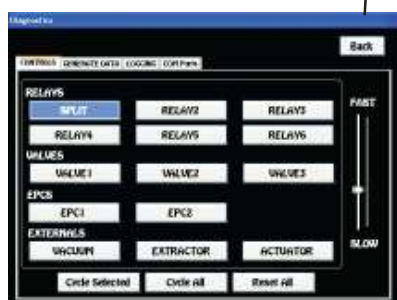 Diagnostics
Back
CONTROLS GENERATE DATA LOGGING COM Ports
RELAYS
SPLIT RELAY2 RELAY3
RELAY4 RELAY5 RELAY6
VALVES
VALVE1 VALVE2 VALVE3
EPCS
EPC1 EPC2
EXTERNALS
VACUUM EXTRACTOR ACTUATOR
FAST
SLOW
Cycle Selected Cycle All Reset All